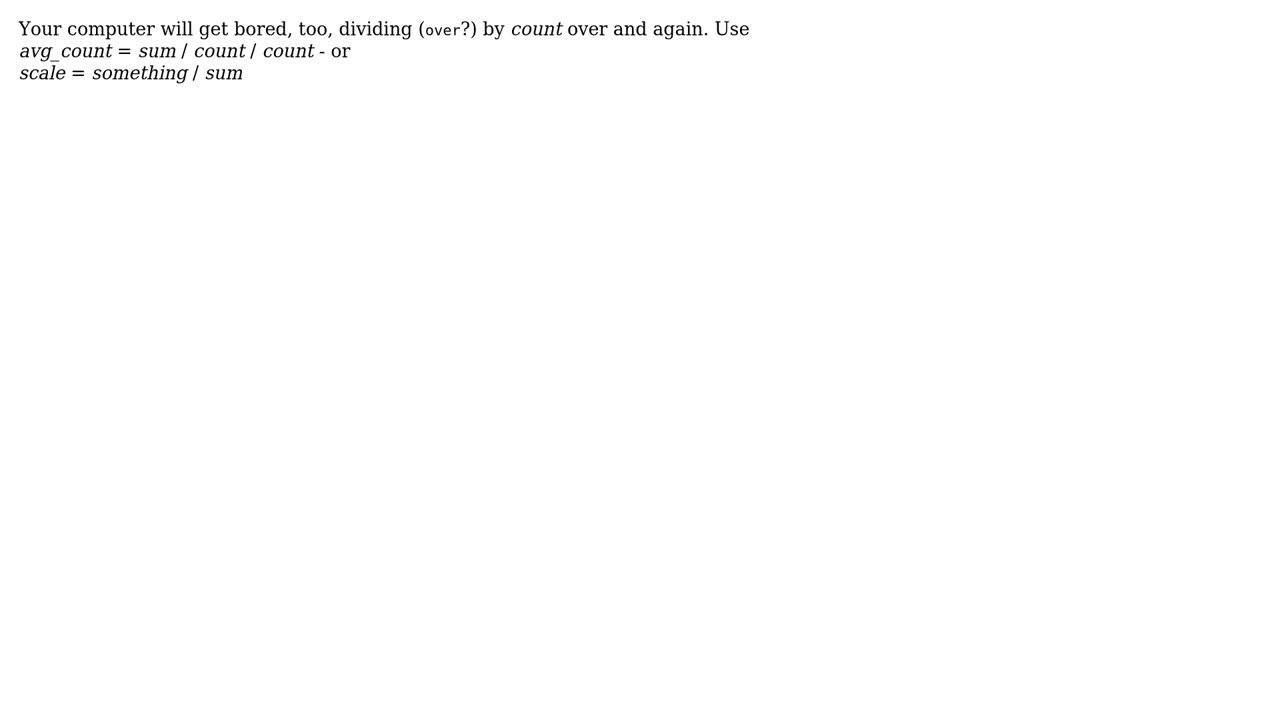 Your computer will get bored, too, dividing (over?) by count over and again. Use
avg_count = sum / count / count - or
scale = something / sum